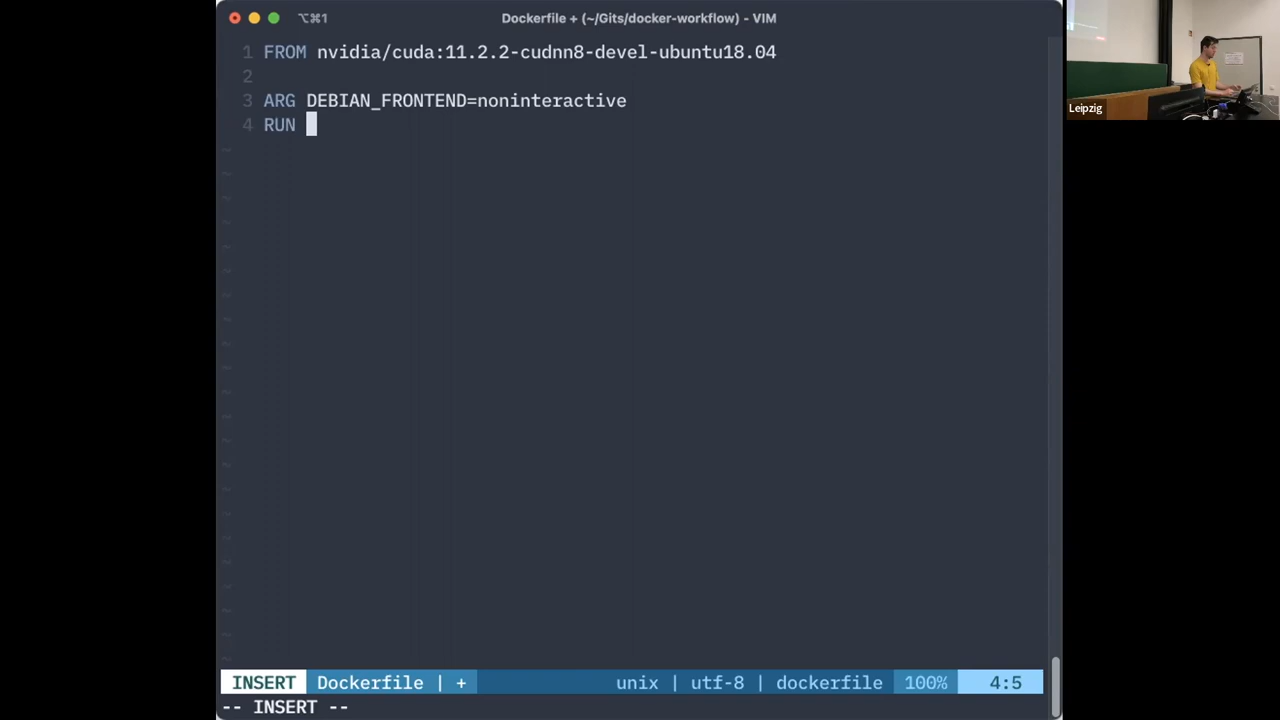 ⌥⌘1
Dockerfile + (~/Gits/docker-workflow) - VIM
1 FROM nvidia/cuda:11.2.2-cudnn8-devel-ubuntu18.04
2
3 ARG DEBIAN_FRONTEND=noninteractive
4 RUN
INSERT Dockerfile | + unix | utf-8 | dockerfile 100% 4:5
-- INSERT --
Leipzig